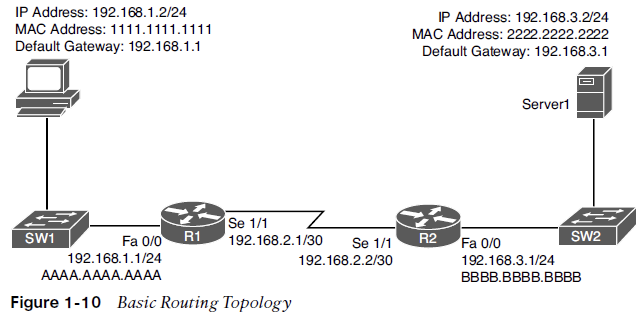 IP Address: 192.168.1.2/24
MAC Address: 1111.1111.1111
Default Gateway: 192.168.1.1
IP Address: 192.168.3.2/24
MAC Address: 2222.2222.2222
Default Gateway: 192.168.3.1
Server1
SW1
Fa 0/0
192.168.1.1/24
AAAA.AAAA.AAAA
R1
Se 1/1
192.168.2.1/30
Se 1/1
192.168.2.2/30
R2
Fa 0/0
192.168.3.1/24
BBBB.BBBB.BBBB
SW2
Figure 1-10 Basic Routing Topology